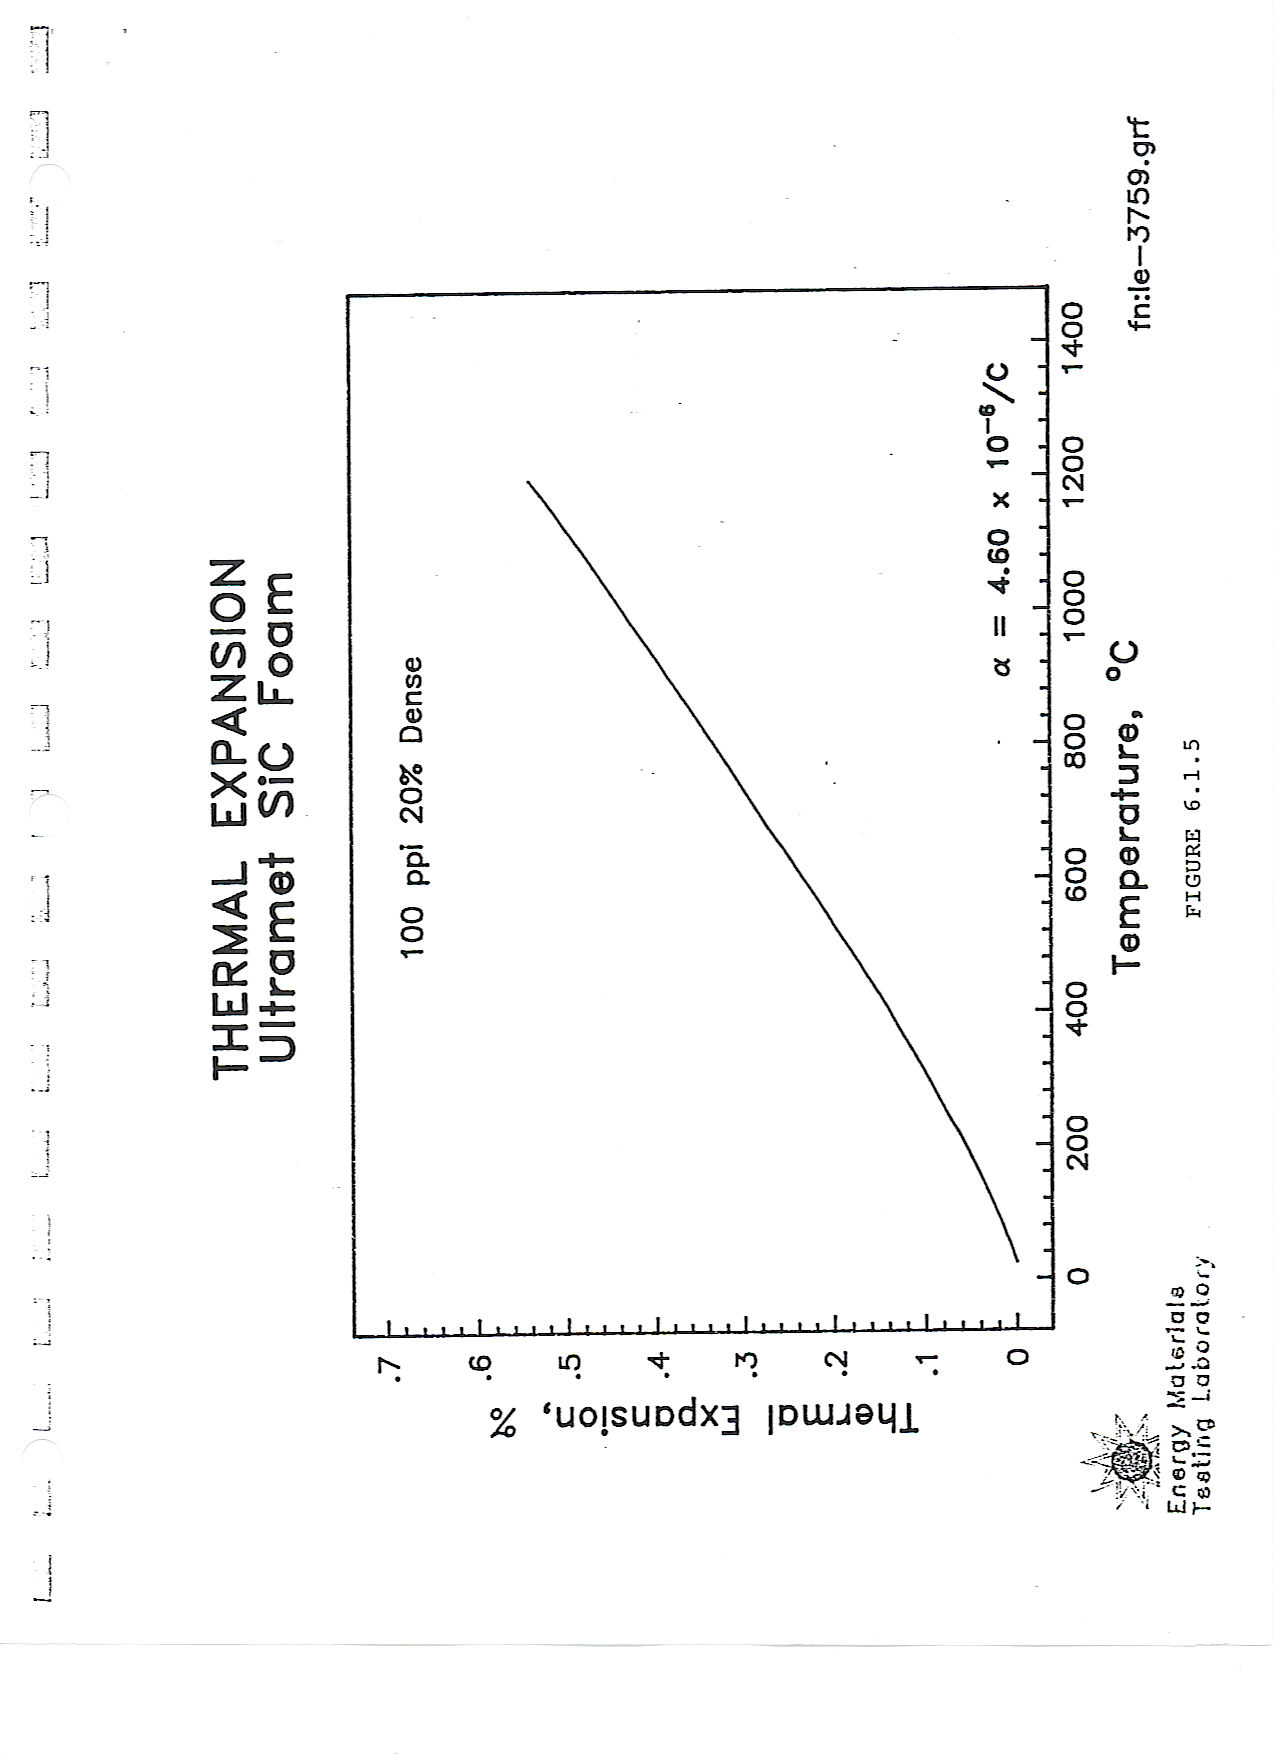 THERMAL EXPANSION
Ultramet SiC Foam
100 ppi 20% Dense
Thermal Expansion, %
.7
.6
.5
.4
.3
.2
.1
0
α = 4.60 x 10⁻⁶/C
0 200 400 600 800 1000 1200 1400
Temperature, °C
fn:le-3759.grf
Energy Materials
Testing Laboratory
FIGURE 6.1.5